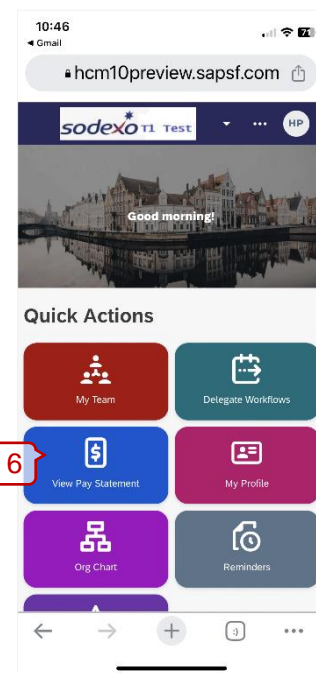 10:46
71
◄ Gmail
hcm10preview.sapsf.com
sodexo T1 Test
HP
Good morning!
Quick Actions
My Team
Delegate Workflows
6
View Pay Statement
My Profile
Org Chart
Reminders
:)